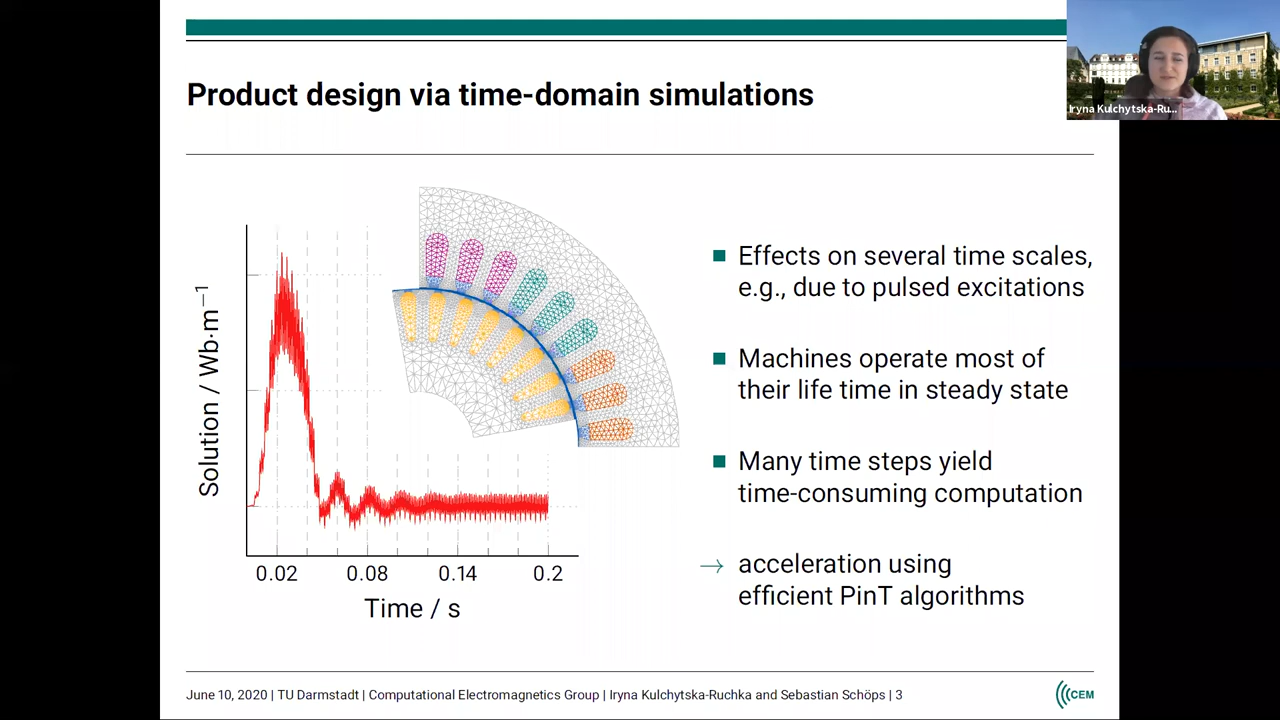 Iryna Kulchytska-Ru...
Product design via time-domain simulations
Solution / Wb·m⁻¹
0.02 0.08 0.14 0.2
Time / s
■ Effects on several time scales,
e.g., due to pulsed excitations
■ Machines operate most of
their life time in steady state
■ Many time steps yield
time-consuming computation
→ acceleration using
efficient PinT algorithms
June 10, 2020 | TU Darmstadt | Computational Electromagnetics Group | Iryna Kulchytska-Ruchka and Sebastian Schöps | 3
CEM